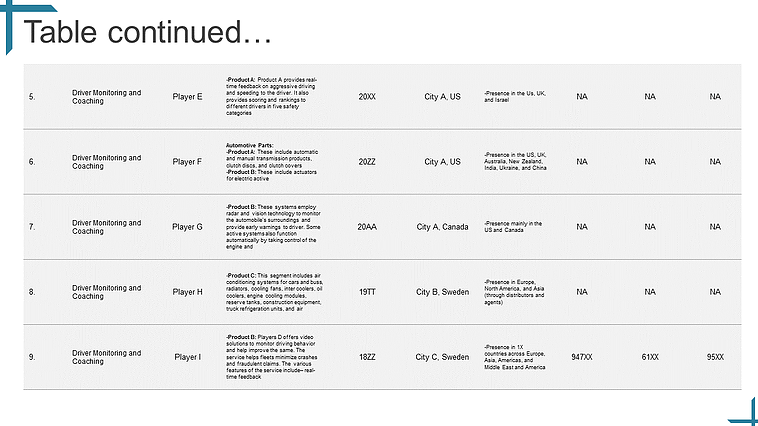 Table continued…
5.
Driver Monitoring and
Coaching
Player E
-Product A: Product A provides real-
time feedback on aggressive driving
and speeding to the driver. It also
provides scoring and rankings to
different drivers in five safety
categories
20XX
City A, US
-Presence in the Us, UK,
and Israel
NA
NA
NA
6.
Driver Monitoring and
Coaching
Player F
Automotive Parts:
-Product A: These include automatic
and manual transmission products,
clutch discs, and clutch covers
-Product B: These include actuators
for electric active
20ZZ
City A, US
-Presence in the US, UK,
Australia, New Zealand,
India, Ukraine, and China
NA
NA
NA
7.
Driver Monitoring and
Coaching
Player G
-Product B: These systems employ
radar and vision technology to monitor
the automobile's surroundings and
provide early warnings to driver. Some
active systems also function
automatically by taking control of the
engine and
20AA
City A, Canada
-Presence mainly in the
US and Canada
NA
NA
NA
8.
Driver Monitoring and
Coaching
Player H
-Product C: This segment includes air
conditioning systems for cars and buss,
radiators, cooling fans, inter coolers, oil
coolers, engine cooling modules,
reserve tanks, construction equipment,
truck refrigeration units, and air
19TT
City B, Sweden
-Presence in Europe,
North America, and Asia
(through distributors and
agents)
NA
NA
NA
9.
Driver Monitoring and
Coaching
Player I
-Product B: Players D offers video
solutions to monitor driving behavior
and help improve the same. The
service helps fleets minimize crashes
and fraudulent claims. The various
features of the service include– real-
time feedback
18ZZ
City C, Sweden
-Presence in 1X
countries across Europe,
Asia, Americas, and
Middle East and America
947XX
61XX
95XX